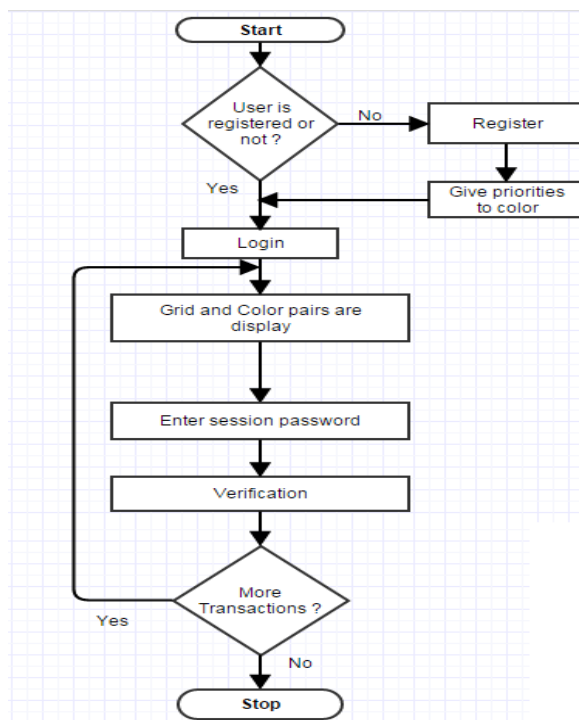 Start
User is
registered or
not ?
No
Register
Yes
Give priorities
to color
Login
Grid and Color pairs are
display
Enter session password
Verification
More
Transactions ?
Yes
No
Stop